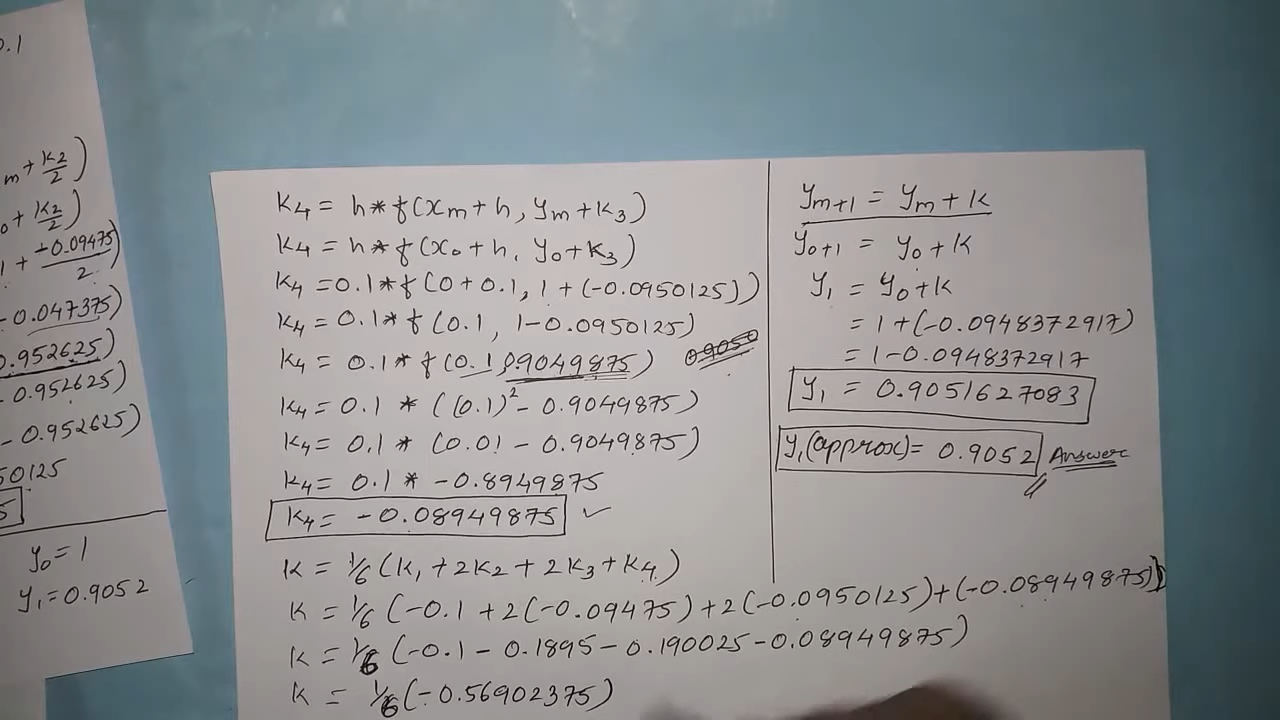 0.1
m + k2/2)
0 + k2/2)
1 + -0.09475/2)
-0.047375)
0.952625)
- 0.952625)
- 0.952625)
50125
5
y0 = 1
y1 = 0.9052
K4 = h*f(xm+h, ym+k3)
K4 = h*f(x0+h, y0+k3)
K4 = 0.1*f(0+0.1, 1+(-0.0950125))
K4 = 0.1*f(0.1, 1-0.0950125)
K4 = 0.1*f(0.1, 0.9049875)
K4 = 0.1 * ((0.1)² - 0.9049875)
K4 = 0.1 * (0.01 - 0.9049875)
K4 = 0.1 * -0.8949875
K4 = -0.08949875 ✓
K = 1/6 (K1 + 2K2 + 2K3 + K4)
K = 1/6 (-0.1 + 2(-0.09475) + 2(-0.0950125) + (-0.08949875))
K = 1/6 (-0.1 - 0.1895 - 0.190025 - 0.08949875)
K = 1/6 (-0.56902375)
ym+1 = ym + k
y0+1 = y0 + k
y1 = y0 + k
= 1 + (-0.0948372917)
= 1 - 0.0948372917
y1 = 0.9051627083
y1(approx) = 0.9052 Answer